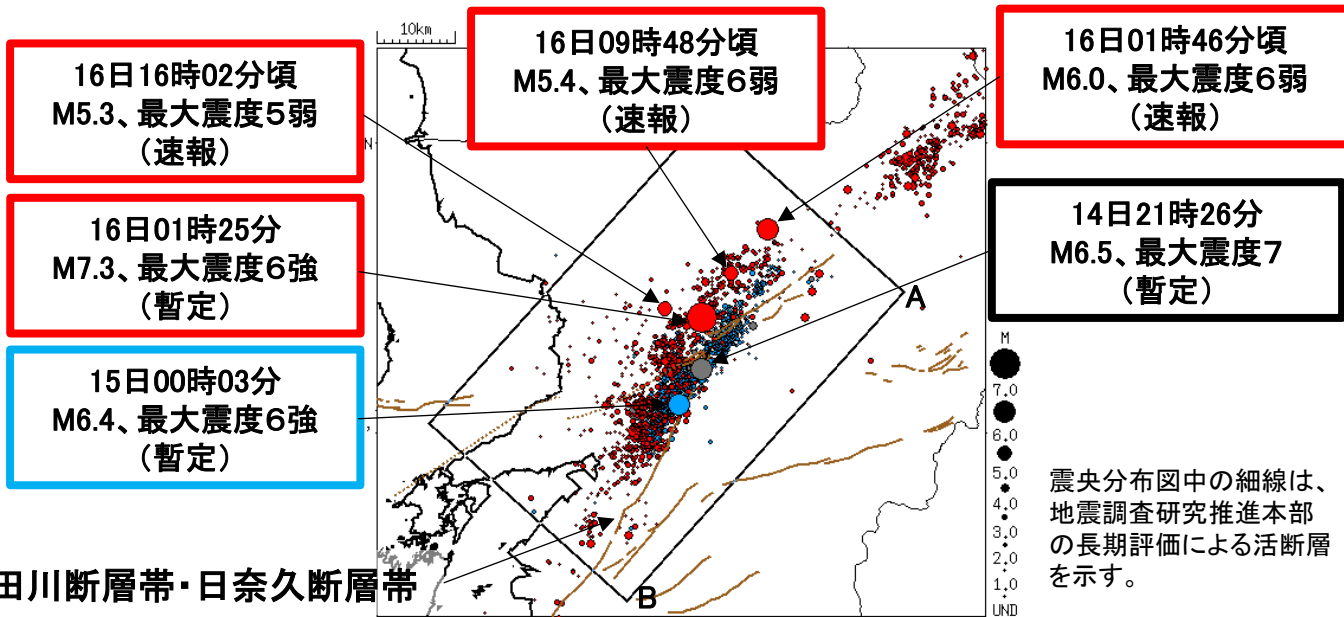 10km
16日16時02分頃
M5.3、最大震度5弱
(速報)
16日09時48分頃
M5.4、最大震度6弱
(速報)
16日01時46分頃
M6.0、最大震度6弱
(速報)
16日01時25分
M7.3、最大震度6強
(暫定)
14日21時26分
M6.5、最大震度7
(暫定)
15日00時03分
M6.4、最大震度6強
(暫定)
N
A
B
M
7.0
6.0
5.0
4.0
3.0
2.0
1.0
UND
震央分布図中の細線は、
地震調査研究推進本部
の長期評価による活断層
を示す。
田川断層帯・日奈久断層帯